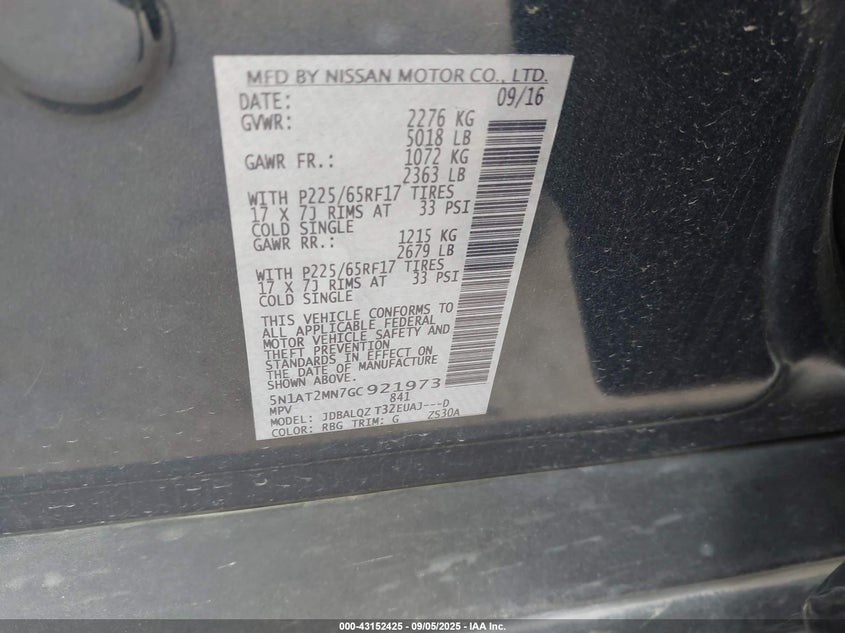 MFD BY NISSAN MOTOR CO., LTD.
DATE: 09/16
GVWR: 2276 KG
5018 LB
GAWR FR.: 1072 KG
2363 LB
WITH P225/65RF17 TIRES
17 X 7J RIMS AT 33 PSI
COLD SINGLE
GAWR RR.: 1215 KG
2679 LB
WITH P225/65RF17 TIRES
17 X 7J RIMS AT 33 PSI
COLD SINGLE
THIS VEHICLE CONFORMS TO
ALL APPLICABLE FEDERAL
MOTOR VEHICLE SAFETY AND
THEFT PREVENTION
STANDARDS IN EFFECT ON
THE DATE OF MANUFACTURE
SHOWN ABOVE.
5N1AT2MN7GC921973
MPV 841
MODEL: JDBALQZ T32EUAJ---D
COLOR: RBG TRIM: G ZS30A
000-43152425 - 09/05/2025 - IAA Inc.